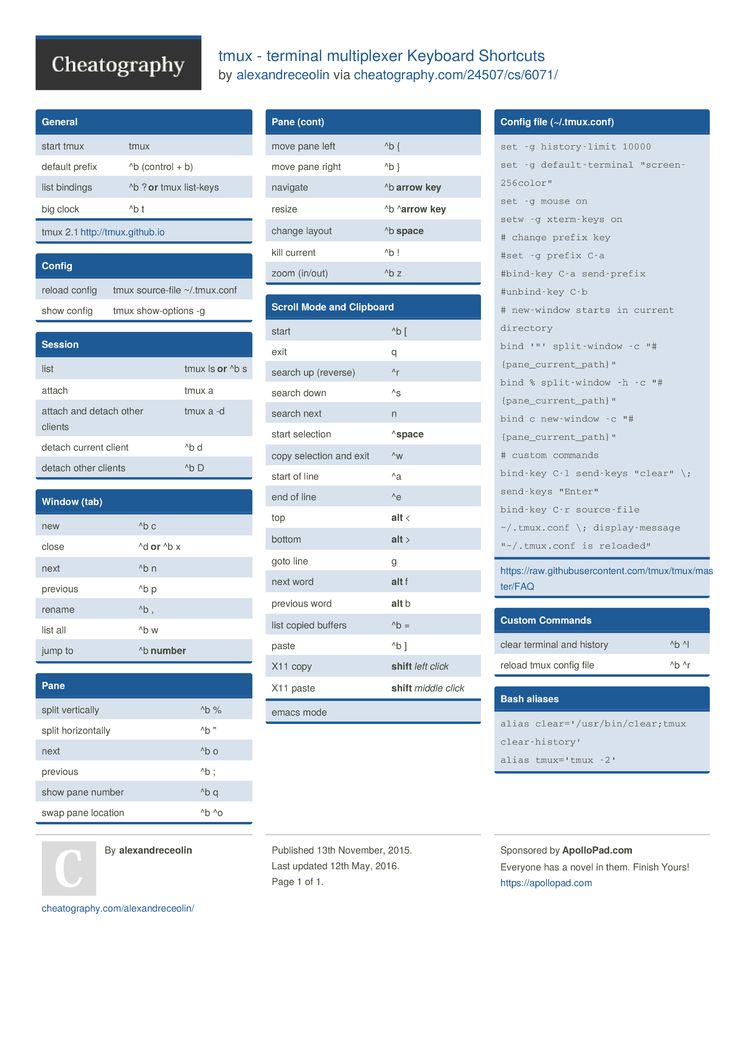 Cheatography
tmux - terminal multiplexer Keyboard Shortcuts
by alexandreceolin via cheatography.com/24507/cs/6071/
General
start tmux tmux
default prefix ^b (control + b)
list bindings ^b ? or tmux list-keys
big clock ^b t
tmux 2.1 http://tmux.github.io
Config
reload config tmux source-file ~/.tmux.conf
show config tmux show-options -g
Session
list tmux ls or ^b s
attach tmux a
attach and detach other tmux a -d
clients
detach current client ^b d
detach other clients ^b D
Window (tab)
new ^b c
close ^d or ^b x
next ^b n
previous ^b p
rename ^b ,
list all ^b w
jump to ^b number
Pane
split vertically ^b %
split horizontally ^b "
next ^b o
previous ^b ;
show pane number ^b q
swap pane location ^b ^o
Pane (cont)
move pane left ^b {
move pane right ^b }
navigate ^b arrow key
resize ^b ^arrow key
change layout ^b space
kill current ^b !
zoom (in/out) ^b z
Scroll Mode and Clipboard
start ^b [
exit q
search up (reverse) ^r
search down ^s
search next n
start selection ^space
copy selection and exit ^w
start of line ^a
end of line ^e
top alt <
bottom alt >
goto line g
next word alt f
previous word alt b
list copied buffers ^b =
paste ^b ]
X11 copy shift left click
X11 paste shift middle click
emacs mode
Config file (~/.tmux.conf)
set -g history-limit 10000
set -g default-terminal "screen-
256color"
set -g mouse on
setw -g xterm-keys on
# change prefix key
#set -g prefix C-a
#bind-key C-a send-prefix
#unbind-key C-b
# new-window starts in current
directory
bind '"' split-window -c "#
{pane_current_path}"
bind % split-window -h -c "#
{pane_current_path}"
bind c new-window -c "#
{pane_current_path}"
# custom commands
bind-key C-l send-keys "clear" \;
send-keys "Enter"
bind-key C-r source-file
~/.tmux.conf \; display-message
"~/.tmux.conf is reloaded"
https://raw.githubusercontent.com/tmux/tmux/mas
ter/FAQ
Custom Commands
clear terminal and history ^b ^l
reload tmux config file ^b ^r
Bash aliases
alias clear='/usr/bin/clear;tmux
clear-history'
alias tmux='tmux -2'
C
By alexandreceolin
cheatography.com/alexandreceolin/
Published 13th November, 2015.
Last updated 12th May, 2016.
Page 1 of 1.
Sponsored by ApolloPad.com
Everyone has a novel in them. Finish Yours!
https://apollopad.com